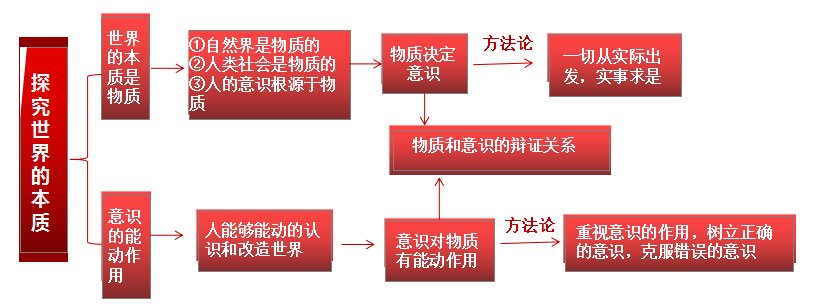 探究世界的本质
世界
的本
质是
物质
①自然界是物质的
②人类社会是物质的
③人的意识根源于物
质
物质决定
意识
方法论
一切从实际出
发，实事求是
物质和意识的辩证关系
意识
的能
动作
用
人能够能动的认
识和改造世界
意识对物质
有能动作用
方法论
重视意识的作用，树立正确
的意识，克服错误的意识